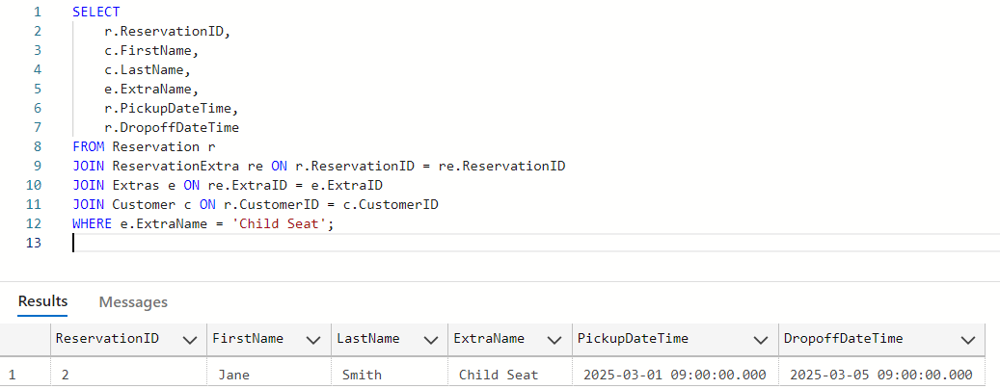 1 SELECT
2 r.ReservationID,
3 c.FirstName,
4 c.LastName,
5 e.ExtraName,
6 r.PickupDateTime,
7 r.DropoffDateTime
8 FROM Reservation r
9 JOIN ReservationExtra re ON r.ReservationID = re.ReservationID
10 JOIN Extras e ON re.ExtraID = e.ExtraID
11 JOIN Customer c ON r.CustomerID = c.CustomerID
12 WHERE e.ExtraName = 'Child Seat';
13
Results Messages
ReservationID FirstName LastName ExtraName PickupDateTime DropoffDateTime
1 2 Jane Smith Child Seat 2025-03-01 09:00:00.000 2025-03-05 09:00:00.000